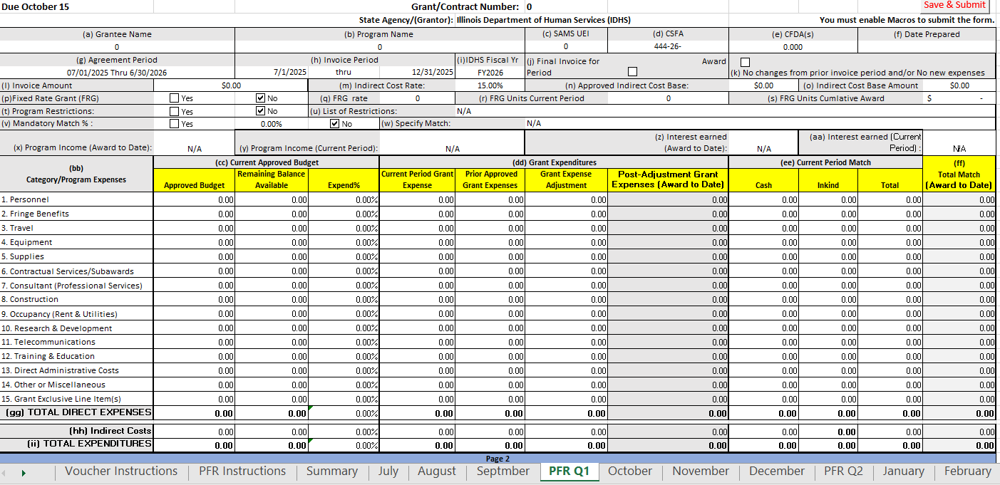 Due October 15 Grant/Contract Number: 0 Save & Submit
State Agency/(Grantor): Illinois Department of Human Services (IDHS) You must enable Macros to submit the form.
(a) Grantee Name (b) Program Name (c) SAMS UEI (d) CSFA (e) CFDA(s) (f) Date Prepared
0 0 0 444-26- 0.000
(g) Agreement Period (h) Invoice Period (i)IDHS Fiscal Yr (j) Final Invoice for Award
07/01/2025 Thru 6/30/2026 7/1/2025 thru 12/31/2025 FY2026 Period (k) No changes from prior invoice period and/or No new expenses
(l) Invoice Amount $0.00 (m) Indirect Cost Rate: 15.00% (n) Approved Indirect Cost Base: $0.00 (o) Indirect Cost Base Amount $0.00
(p)Fixed Rate Grant (FRG) Yes No (q) FRG rate 0 (r) FRG Units Current Period 0 (s) FRG Units Cumlative Award $ -
(t) Program Restrictions: Yes No (u) List of Restrictions: N/A
(v) Mandatory Match % : Yes 0.00% No (w) Specify Match: N/A
(z) Interest earned (aa) Interest earned (Current
(x) Program Income (Award to Date): N/A (y) Program Income (Current Period): N/A (Award to Date): N/A Period) : N/A
(bb) (cc) Current Approved Budget (dd) Grant Expenditures (ee) Current Period Match (ff)
Remaining Balance Current Period Grant Prior Approved Grant Expense Post-Adjustment Grant Total Match
Category/Program Expenses Approved Budget Available Expend% Expense Grant Expenses Adjustment Expenses (Award to Date) Cash Inkind Total (Award to Date)
1. Personnel 0.00 0.00 0.00% 0.00 0.00 0.00 0.00 0.00 0.00 0.00 0.00
2. Fringe Benefits 0.00 0.00 0.00% 0.00 0.00 0.00 0.00 0.00 0.00 0.00 0.00
3. Travel 0.00 0.00 0.00% 0.00 0.00 0.00 0.00 0.00 0.00 0.00 0.00
4. Equipment 0.00 0.00 0.00% 0.00 0.00 0.00 0.00 0.00 0.00 0.00 0.00
5. Supplies 0.00 0.00 0.00% 0.00 0.00 0.00 0.00 0.00 0.00 0.00 0.00
6. Contractual Services/Subawards 0.00 0.00 0.00% 0.00 0.00 0.00 0.00 0.00 0.00 0.00 0.00
7. Consultant (Professional Services) 0.00 0.00 0.00% 0.00 0.00 0.00 0.00 0.00 0.00 0.00 0.00
8. Construction 0.00 0.00 0.00% 0.00 0.00 0.00 0.00 0.00 0.00 0.00 0.00
9. Occupancy (Rent & Utilities) 0.00 0.00 0.00% 0.00 0.00 0.00 0.00 0.00 0.00 0.00 0.00
10. Research & Development 0.00 0.00 0.00% 0.00 0.00 0.00 0.00 0.00 0.00 0.00 0.00
11. Telecommunications 0.00 0.00 0.00% 0.00 0.00 0.00 0.00 0.00 0.00 0.00 0.00
12. Training & Education 0.00 0.00 0.00% 0.00 0.00 0.00 0.00 0.00 0.00 0.00 0.00
13. Direct Administrative Costs 0.00 0.00 0.00% 0.00 0.00 0.00 0.00 0.00 0.00 0.00 0.00
14. Other or Miscellaneous 0.00 0.00 0.00% 0.00 0.00 0.00 0.00 0.00 0.00 0.00 0.00
15. Grant Exclusive Line Item(s) 0.00 0.00 0.00% 0.00 0.00 0.00 0.00 0.00 0.00 0.00 0.00
(gg) TOTAL DIRECT EXPENSES 0.00 0.00 0.00% 0.00 0.00 0.00 0.00 0.00 0.00 0.00 0.00
(hh) Indirect Costs 0.00 0.00 0.00% 0.00 0.00 0.00 0.00 0.00 0.00 0.00 0.00
(ii) TOTAL EXPENDITURES 0.00 0.00 0.00% 0.00 0.00 0.00 0.00 0.00 0.00 0.00 0.00
Page 2
Voucher Instructions PFR Instructions Summary July August Septmber PFR Q1 October November December PFR Q2 January February